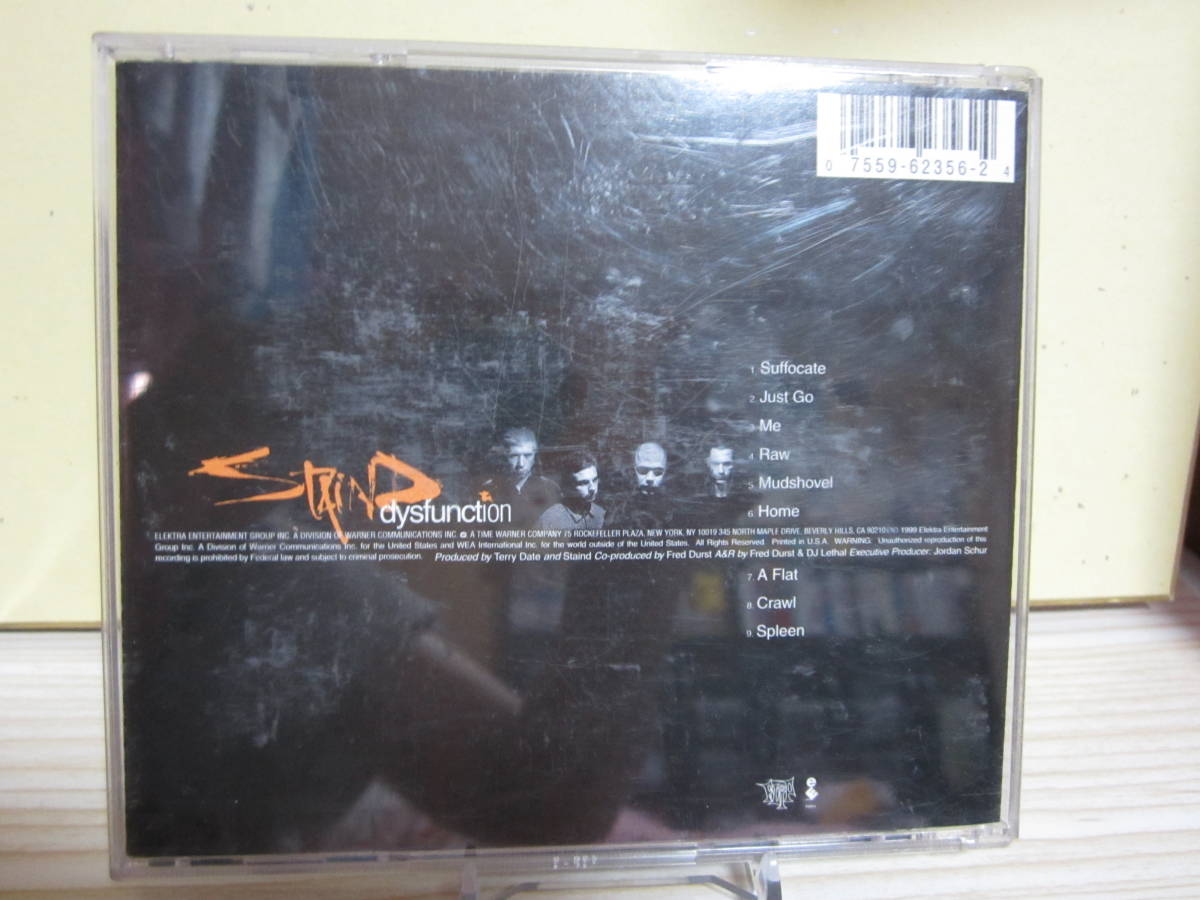 0 7559-62356-2 4
1. Suffocate
2. Just Go
3. Me
4. Raw
5. Mudshovel
6. Home
STAIND
dysfunction
ELEKTRA ENTERTAINMENT GROUP INC. A DIVISION OF WARNER COMMUNICATIONS INC. A TIME WARNER COMPANY 75 ROCKEFELLER PLAZA, NEW YORK, NY 10019 345 NORTH MAPLE DRIVE, BEVERLY HILLS, CA 90210 1999 Elektra Entertainment
Group Inc. A Division of Warner Communications Inc. for the United States and WEA International Inc. for the world outside of the United States. All Rights Reserved. Printed in U.S.A. WARNING: Unauthorized reproduction of this
recording is prohibited by Federal law and subject to criminal prosecution. Produced by Terry Date and Staind Co-produced by Fred Durst A&R by Fred Durst & DJ Lethal Executive Producer: Jordan Schur
7. A Flat
8. Crawl
9. Spleen